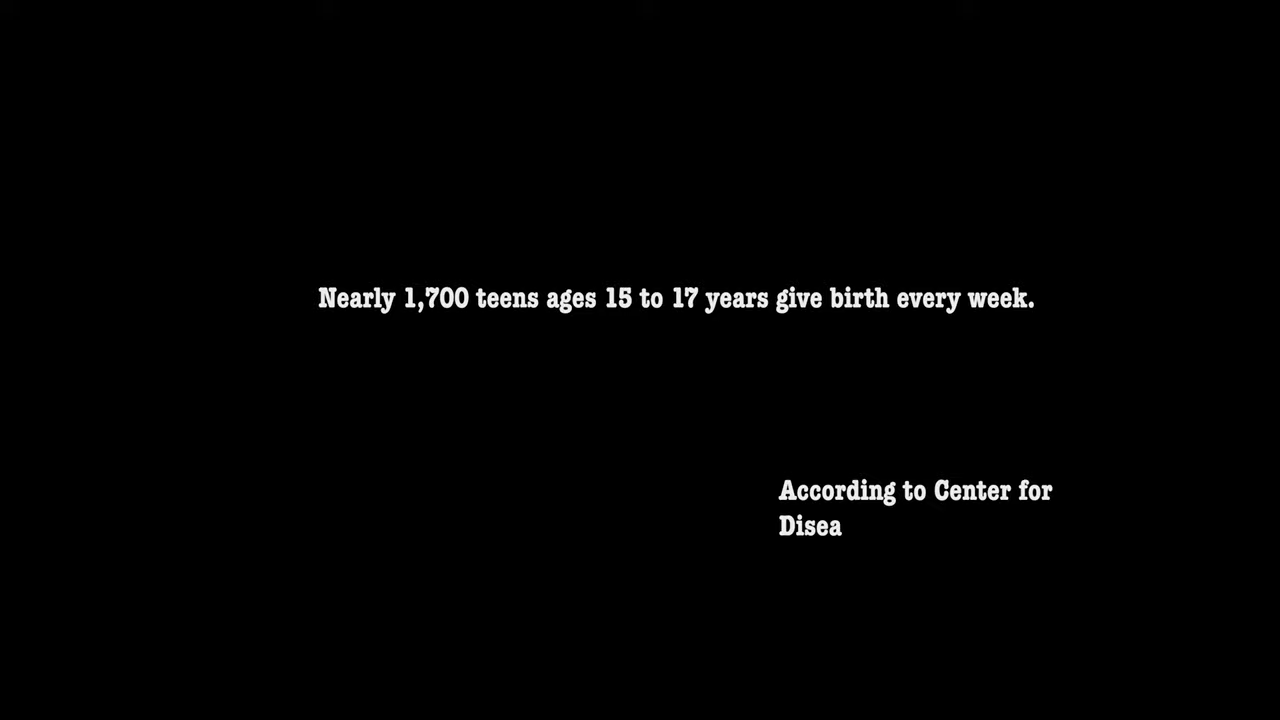 Nearly 1,700 teens ages 15 to 17 years give birth every week.
According to Center for
Disea